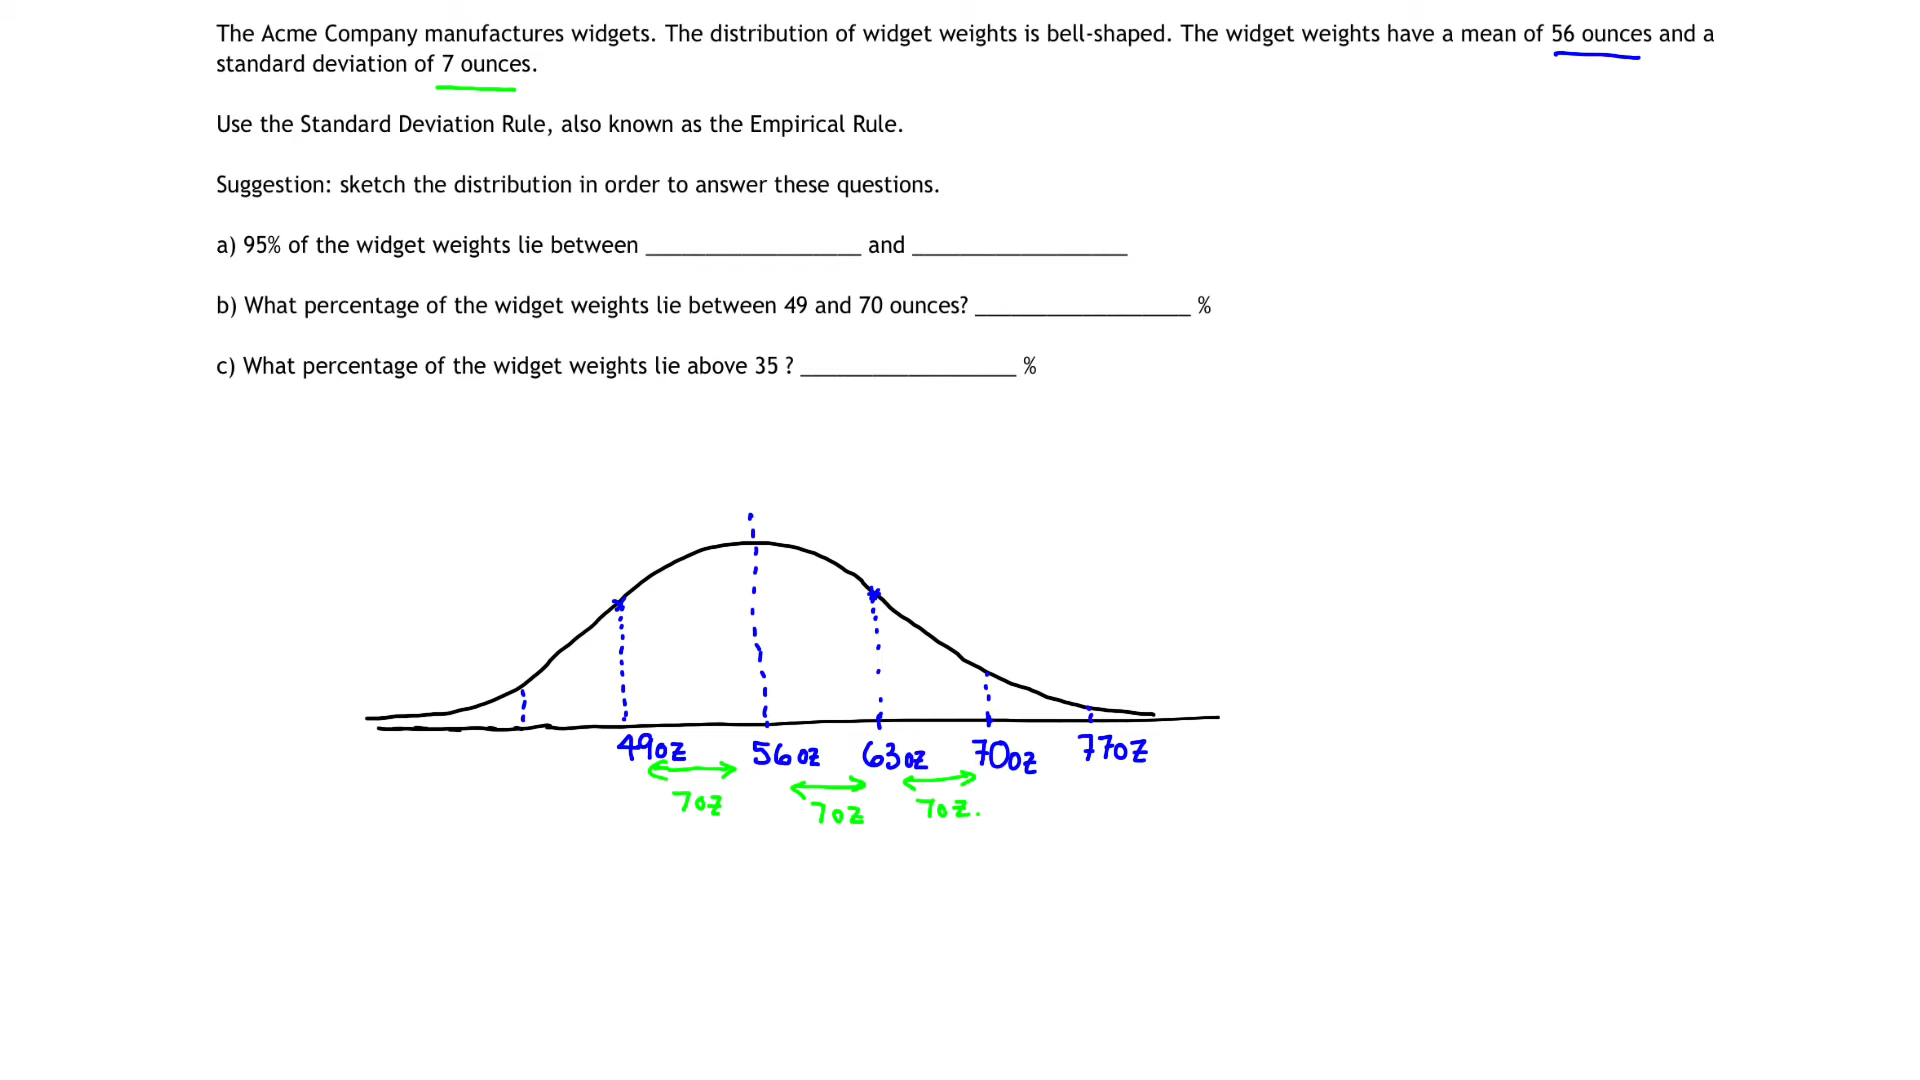 The Acme Company manufactures widgets. The distribution of widget weights is bell-shaped. The widget weights have a mean of 56 ounces and a
standard deviation of 7 ounces.
Use the Standard Deviation Rule, also known as the Empirical Rule.
Suggestion: sketch the distribution in order to answer these questions.
a) 95% of the widget weights lie between __________________ and __________________
b) What percentage of the widget weights lie between 49 and 70 ounces? __________________ %
c) What percentage of the widget weights lie above 35 ? __________________ %
49oz 56 oz 63 oz 70oz 77oz
7oz 7oz 7oz.